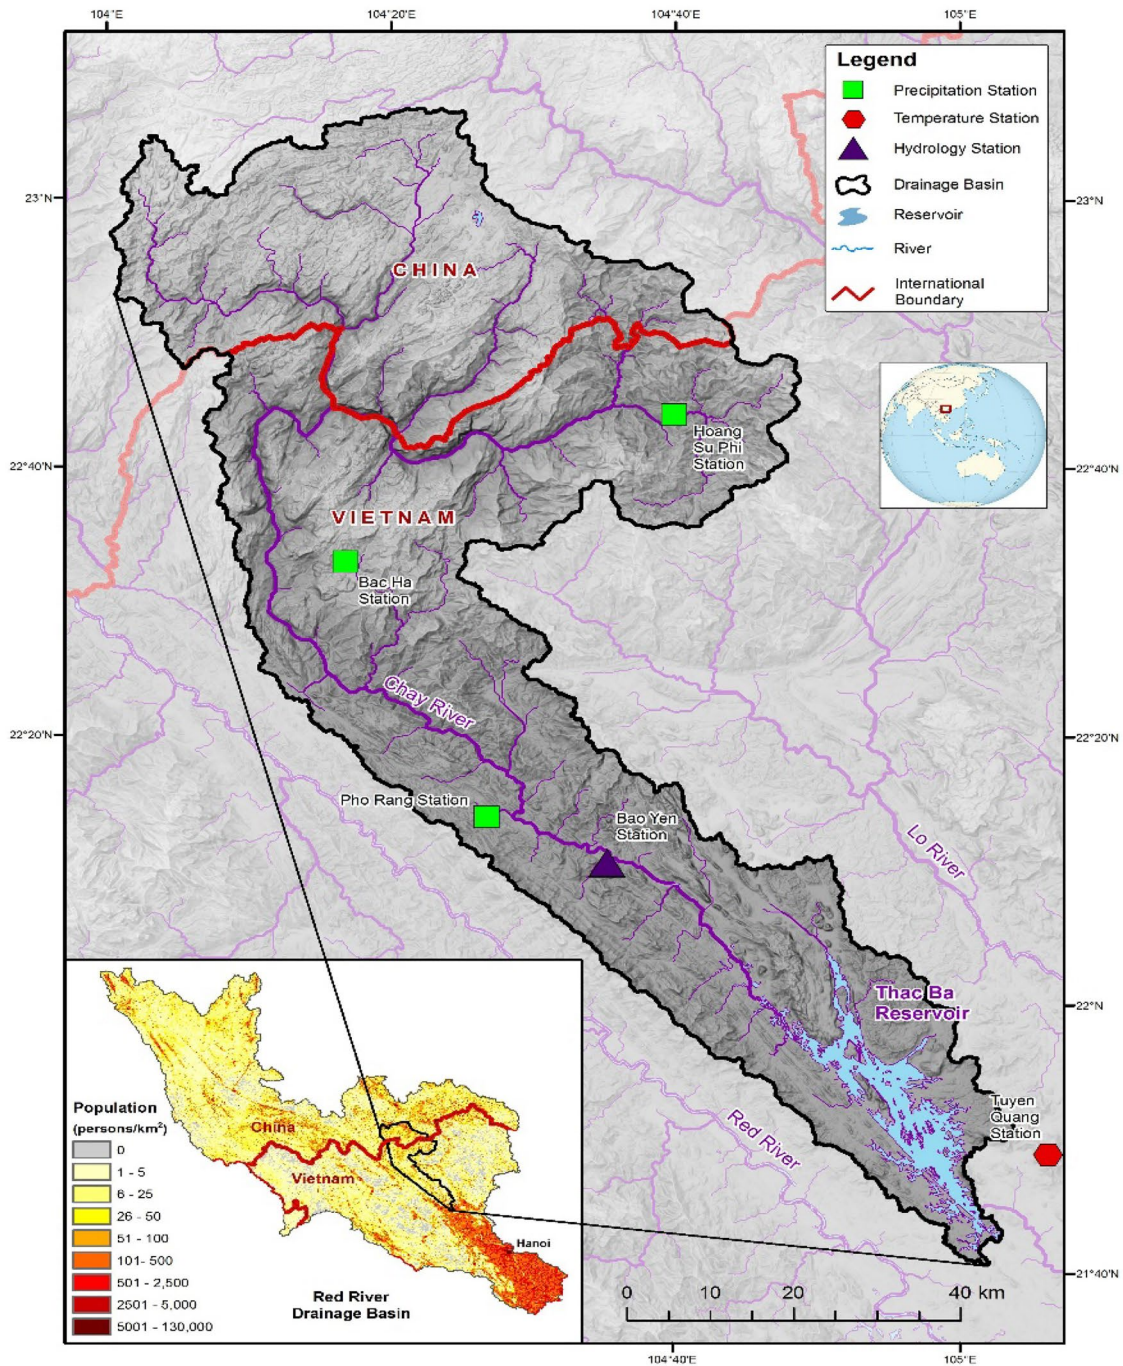 104°E
104°20'E
104°40'E
105°E
Legend
Precipitation Station
Temperature Station
Hydrology Station
Drainage Basin
Reservoir
River
International
Boundary
23°N
23°N
CHINA
Hoang
Su Phi
Station
22°40'N
22°40'N
VIETNAM
Bac Ha
Station
Chay River
22°20'N
22°20'N
Pho Rang Station
Bao Yen
Station
Lo River
Thac Ba
Reservoir
22°N
Tuyen
Quang
Station
Red River
Population
(persons/km²)
0
1 - 5
6 - 25
26 - 50
51 - 100
101- 500
501 - 2,500
2501 - 5,000
5001 - 130,000
China
Vietnam
Hanoi
Red River
Drainage Basin
21°40'N
0 10 20 40 km
104°40'E
105°E